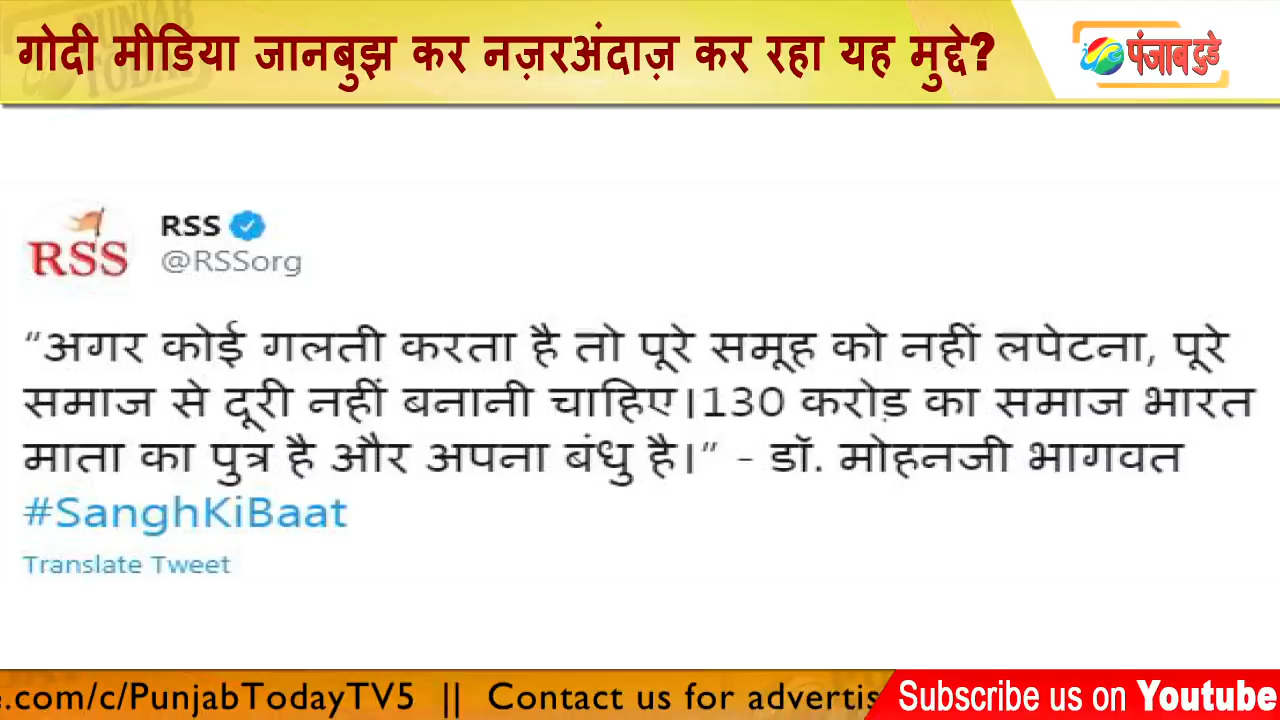 गोदी मीडिया जानबुझ कर नज़रअंदाज़ कर रहा यह मुद्दे?
पंजाब टुडे
RSS
RSS
@RSSorg
“अगर कोई गलती करता है तो पूरे समूह को नहीं लपेटना, पूरे
समाज से दूरी नहीं बनानी चाहिए।130 करोड़ का समाज भारत
माता का पुत्र है और अपना बंधु है।” - डॉ. मोहनजी भागवत
#SanghKiBaat
Translate Tweet
e.com/c/PunjabTodayTV5 || Contact us for advertis
Subscribe us on Youtube